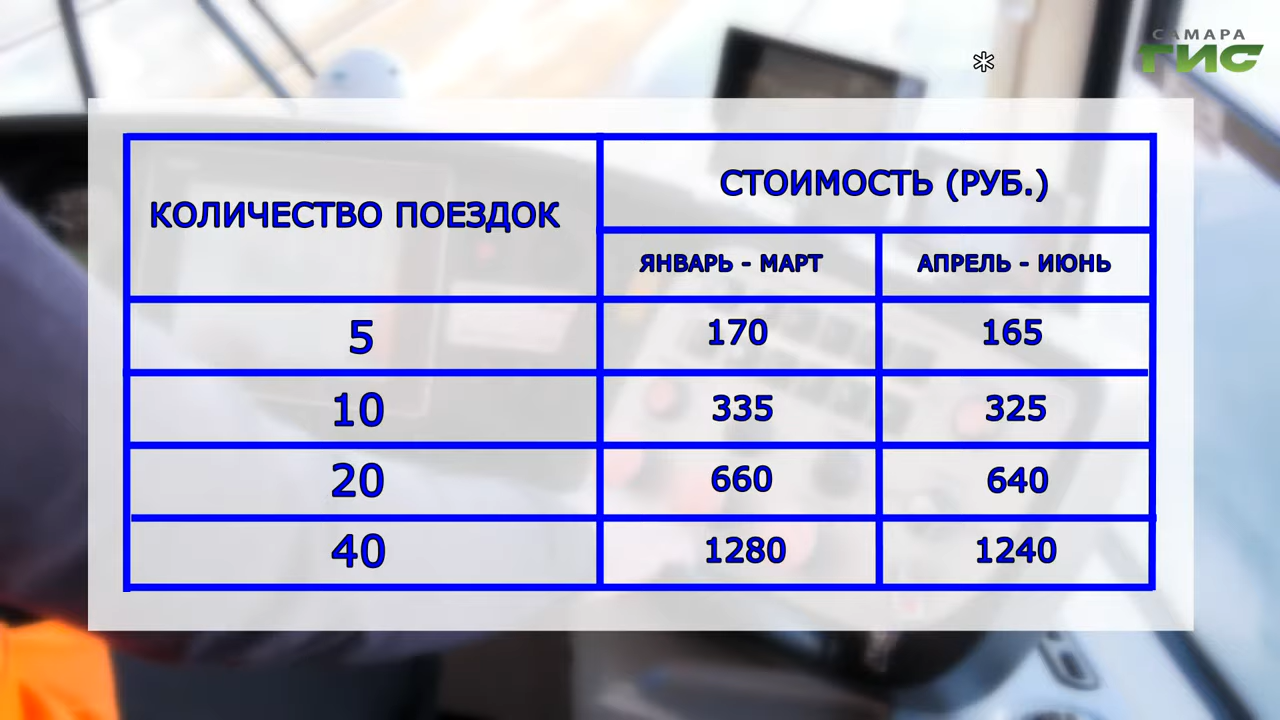 *
САМАРА
ГИС
КОЛИЧЕСТВО ПОЕЗДОК
СТОИМОСТЬ (РУБ.)
ЯНВАРЬ - МАРТ
АПРЕЛЬ - ИЮНЬ
5 170 165
10 335 325
20 660 640
40 1280 1240